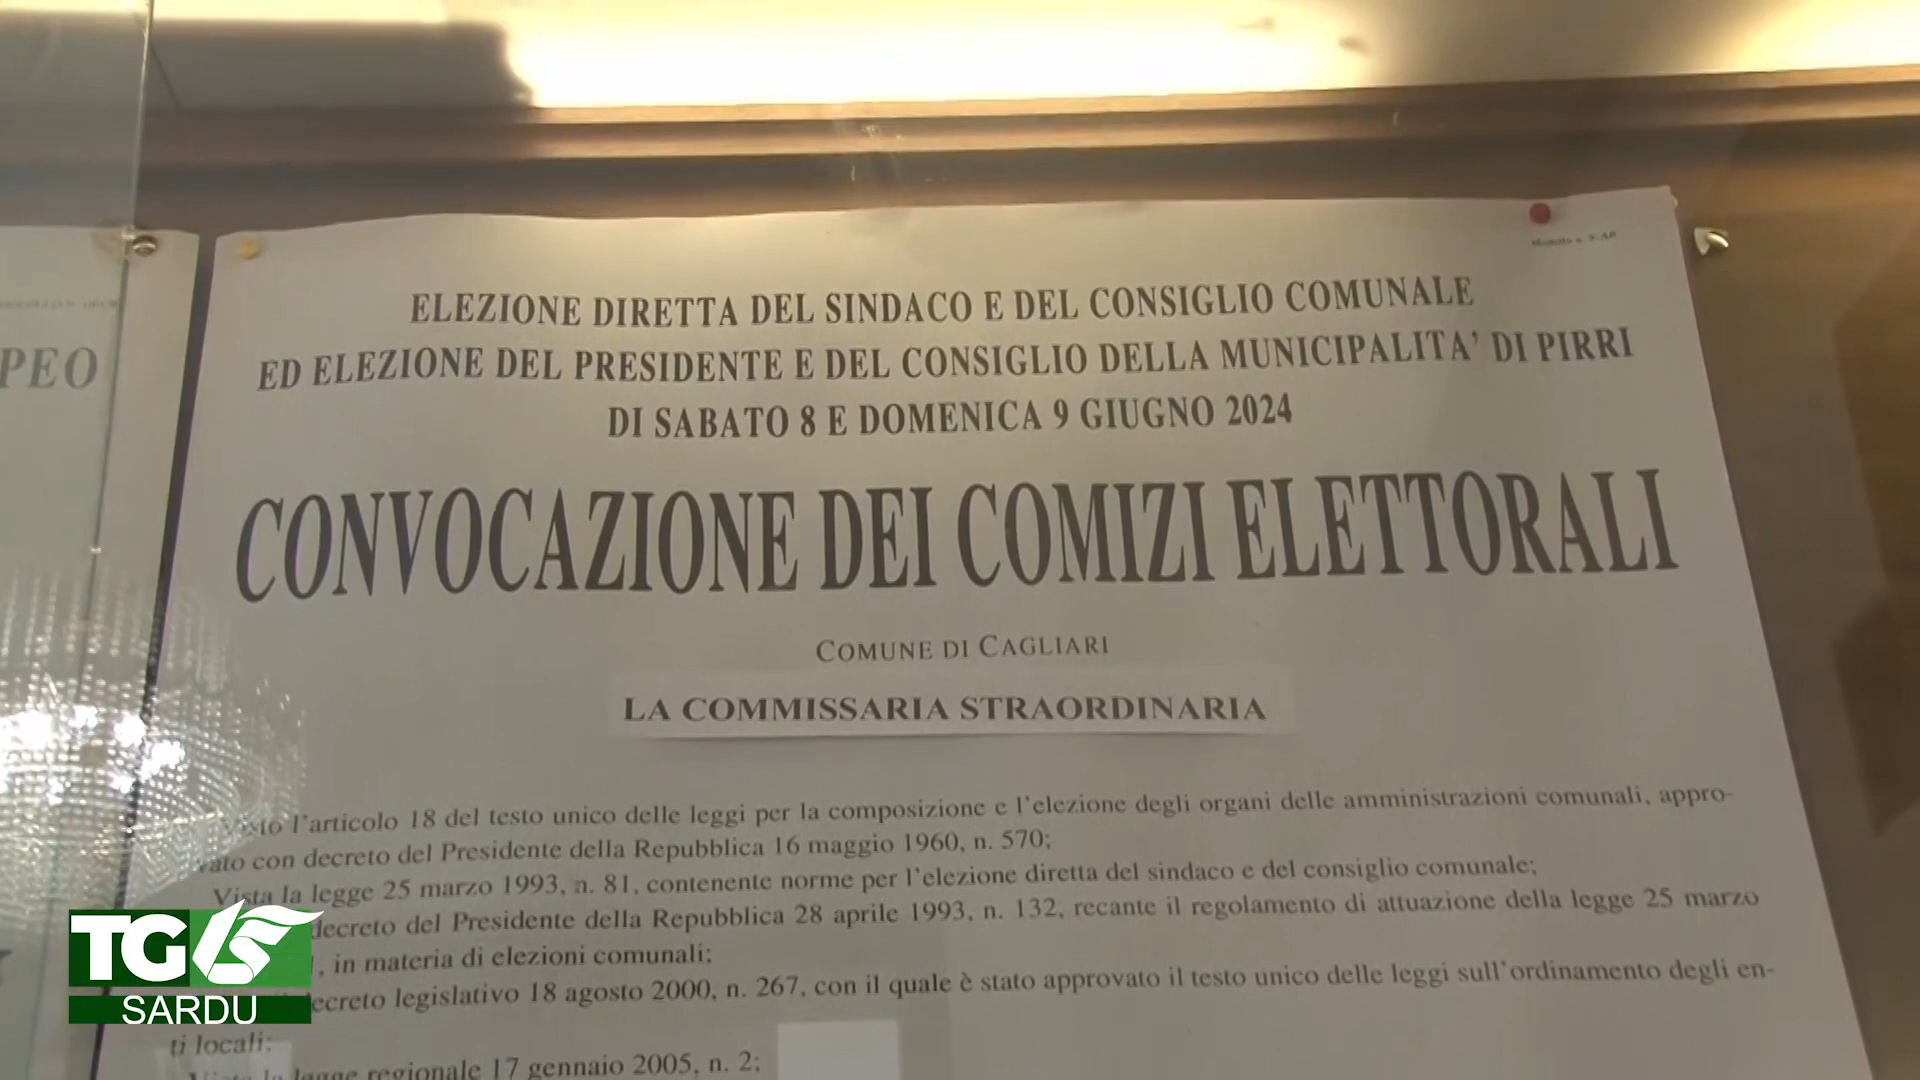 PEO
ELEZIONE DIRETTA DEL SINDACO E DEL CONSIGLIO COMUNALE
ED ELEZIONE DEL PRESIDENTE E DEL CONSIGLIO DELLA MUNICIPALITA' DI PIRRI
DI SABATO 8 E DOMENICA 9 GIUGNO 2024
CONVOCAZIONE DEI COMIZI ELETTORALI
COMUNE DI CAGLIARI
LA COMMISSARIA STRAORDINARIA
Visto l'articolo 18 del testo unico delle leggi per la composizione e l'elezione degli organi delle amministrazioni comunali, appro-
vato con decreto del Presidente della Repubblica 16 maggio 1960, n. 570;
Vista la legge 25 marzo 1993, n. 81, contenente norme per l'elezione diretta del sindaco e del consiglio comunale;
decreto del Presidente della Repubblica 28 aprile 1993, n. 132, recante il regolamento di attuazione della legge 25 marzo
, in materia di elezioni comunali;
ecreto legislativo 18 agosto 2000, n. 267, con il quale è stato approvato il testo unico delle leggi sull'ordinamento degli en-
ti locali;
Vista la legge regionale 17 gennaio 2005, n. 2;
TG
SARDU